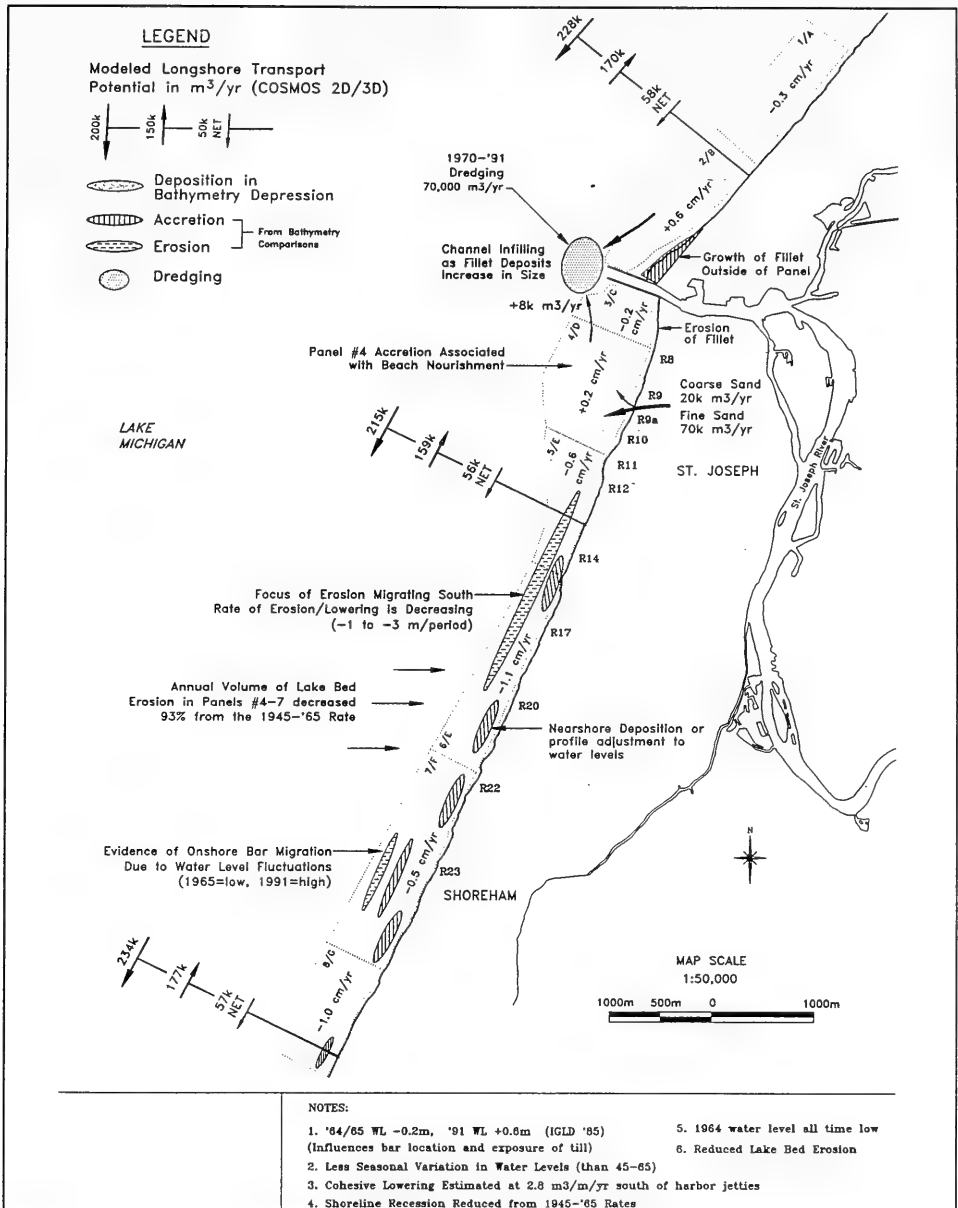 LEGEND
Modeled Longshore Transport
Potential in m3/yr (COSMOS 2D/3D)
200k
150k
50k
NET
Deposition in
Bathymetry Depression
Accretion
Erosion
From Bathymetry
Comparisons
Dredging
228k
170k
58k
NET
1/A
-0.3 cm/yr
2/B
+0.6 cm/yr
1970-'91
Dredging
70,000 m3/yr
Channel Infilling
as Fillet Deposits
Increase in Size
Growth of Fillet
Outside of Panel
+8k m3/yr
3/C
-0.2
cm/yr
4/D
Erosion
of Fillet
Panel #4 Accretion Associated
with Beach Nourishment
+0.2 cm/yr
R8
R9
R9a
R10
R11
R12
Coarse Sand
20k m3/yr
Fine Sand
70k m3/yr
LAKE
MICHIGAN
215k
159k
56k
NET
5/E
-0.6
cm/yr
ST. JOSEPH
St. Joseph River
R14
Focus of Erosion Migrating South
Rate of Erosion/Lowering is Decreasing
(-1 to -3 m/period)
R17
-1.1 cm/yr
Annual Volume of Lake Bed
Erosion in Panels #4-7 decreased
93% from the 1945-'65 Rate
R20
Nearshore Deposition or
profile adjustment to
water levels
6/E
7/F
R22
Evidence of Onshore Bar Migration
Due to Water Level Fluctuations
(1965=low, 1991=high)
-0.5 cm/yr
R23
SHOREHAM
N
8/G
234k
177k
57k
NET
-1.0 cm/yr
MAP SCALE
1:50,000
1000m 500m 0 1000m
NOTES:
1. '64/65 WL -0.2m, '91 WL +0.6m (IGLD '85)
(Influences bar location and exposure of till)
2. Less Seasonal Variation in Water Levels (than 45-65)
3. Cohesive Lowering Estimated at 2.8 m3/m/yr south of harbor jetties
4. Shoreline Recession Reduced from 1945-'65 Rates
5. 1964 water level all time low
6. Reduced Lake Bed Erosion